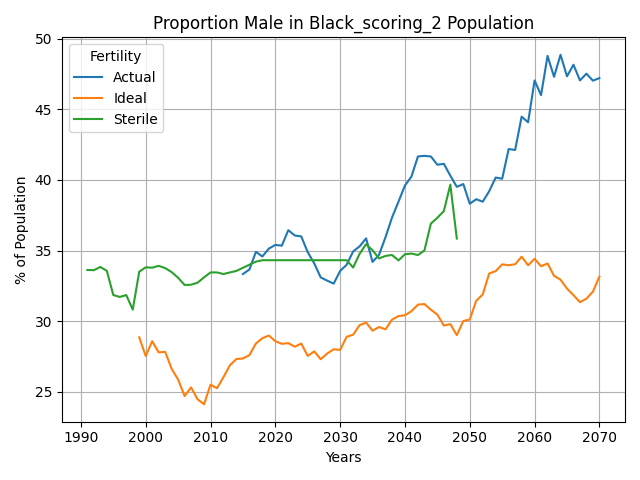 Proportion Male in Black_scoring_2 Population
Fertility
Actual
Ideal
Sterile
% of Population
50
45
40
35
30
25
1990 2000 2010 2020 2030 2040 2050 2060 2070
Years